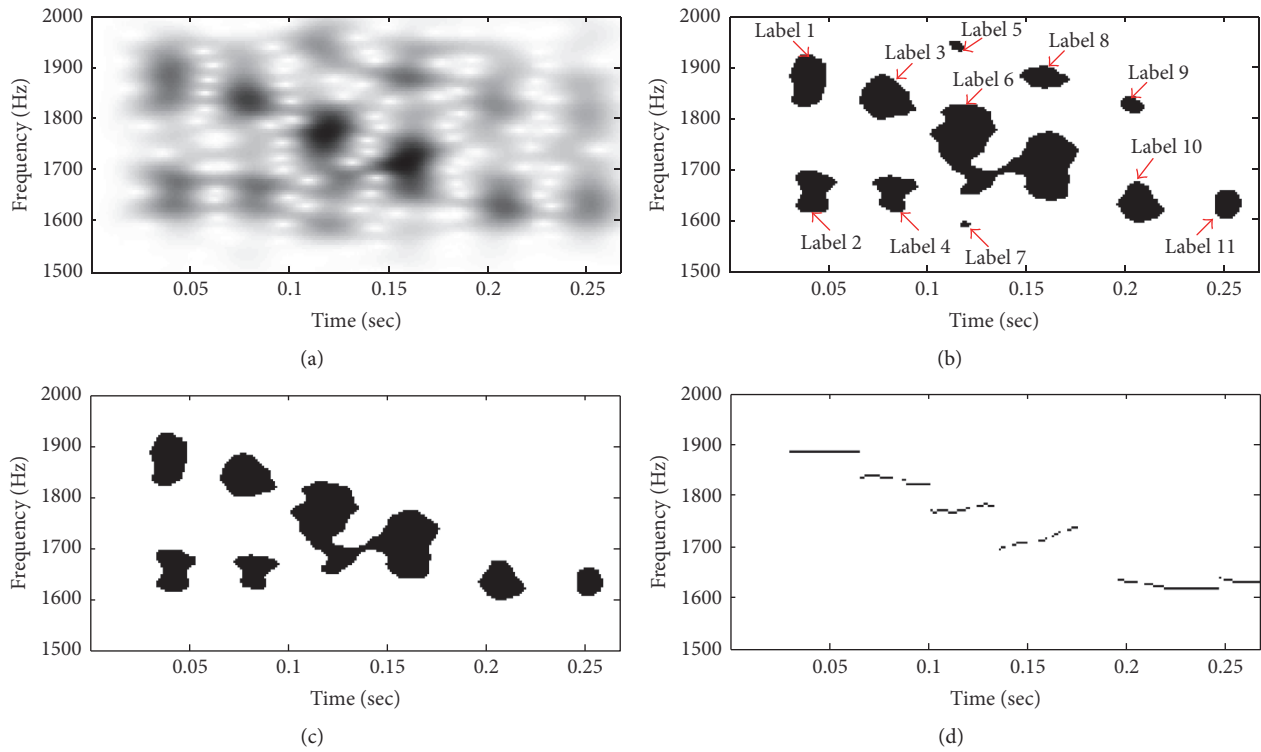 2000
1900
1800
1700
1600
1500
Frequency (Hz)
0.05
0.1
0.15
0.2
0.25
Time (sec)
(a)
2000
1900
1800
1700
1600
1500
Frequency (Hz)
Label 1
Label 5
Label 3
Label 8
Label 6
Label 9
Label 10
Label 2
Label 4
Label 7
Label 11
0.05
0.1
0.15
0.2
0.25
Time (sec)
(b)
2000
1900
1800
1700
1600
1500
Frequency (Hz)
0.05
0.1
0.15
0.2
0.25
Time (sec)
(c)
2000
1900
1800
1700
1600
1500
Frequency (Hz)
0.05
0.1
0.15
0.2
0.25
Time (sec)
(d)